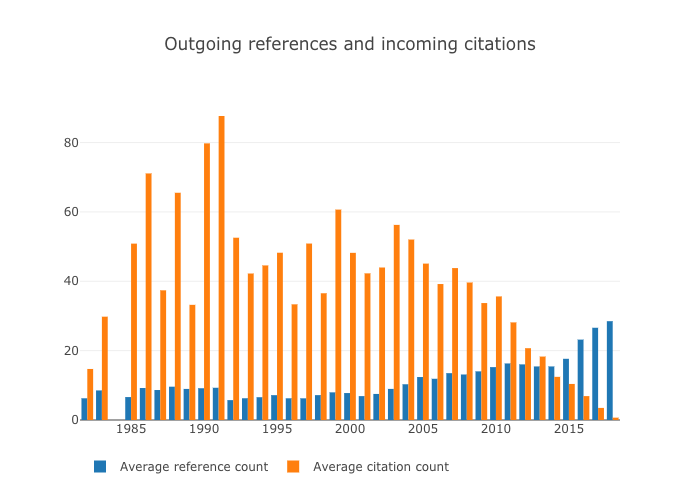 Outgoing references and incoming citations
80
60
40
20
0
1985 1990 1995 2000 2005 2010 2015
Average reference count Average citation count